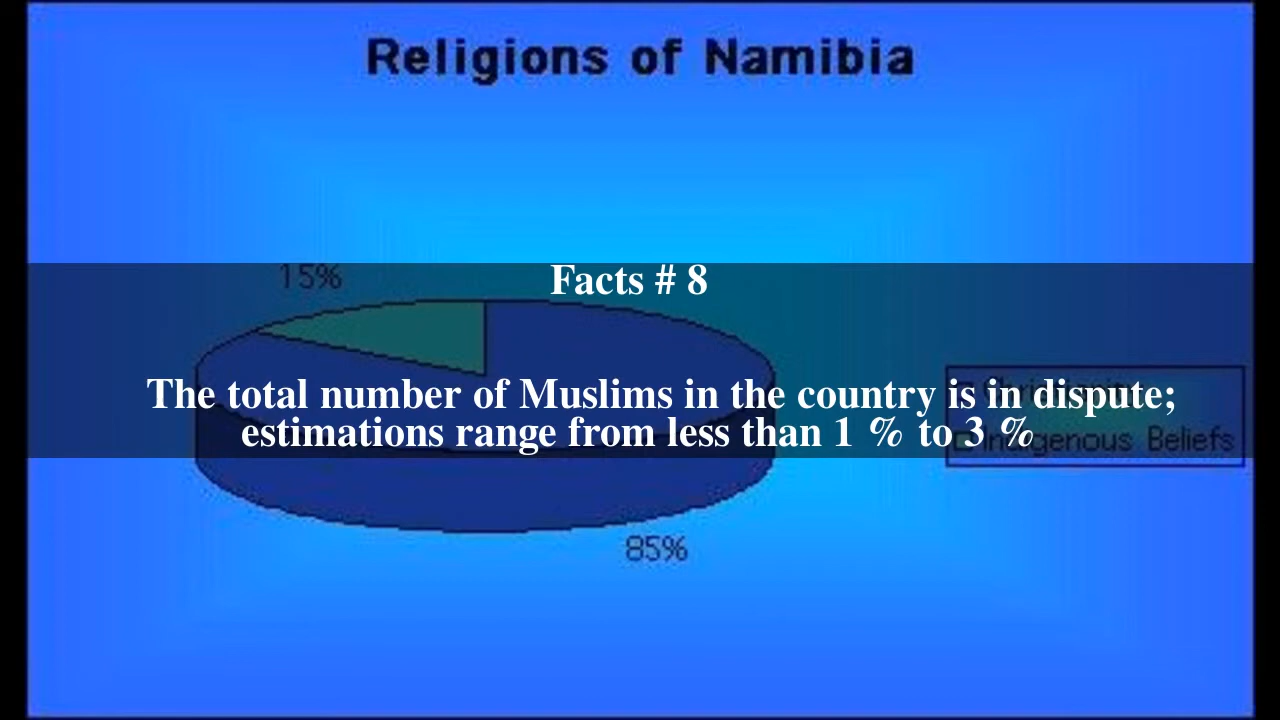 Religions of Namibia
15%
Facts # 8
The total number of Muslims in the country is in dispute;
Christianity
estimations range from less than 1 % to 3 %
Indigenous Beliefs
85%